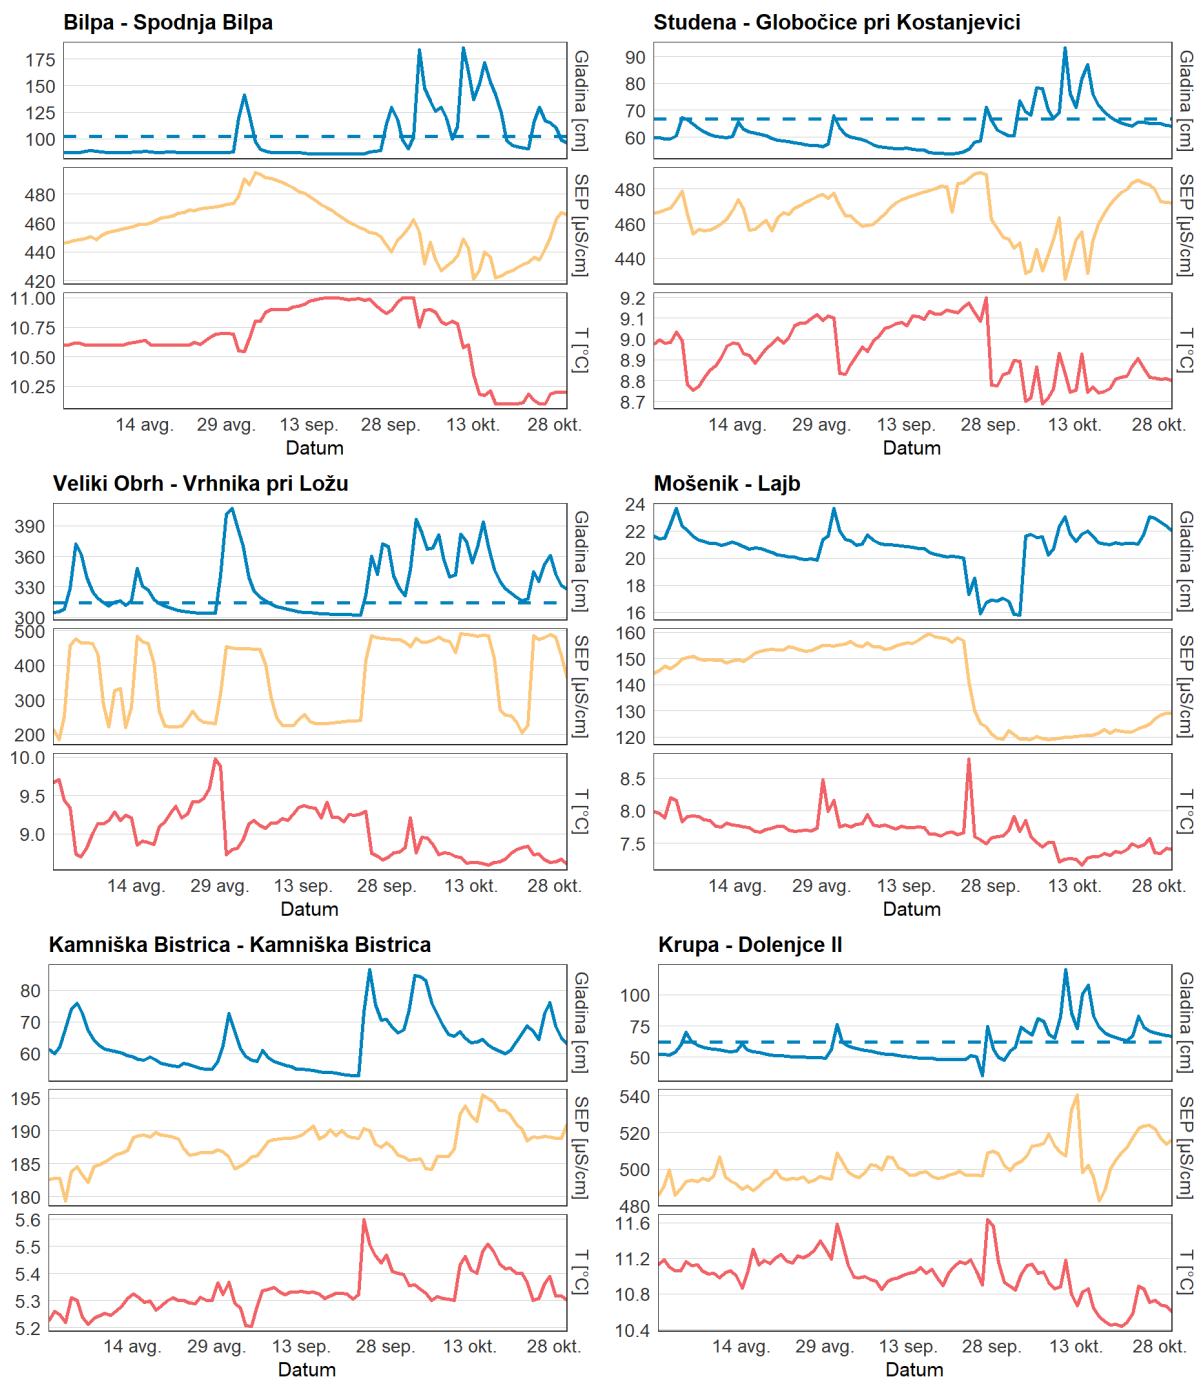 Bilpa - Spodnja Bilpa
175
150
125
100
Gladina [cm]
480
460
440
420
SEP [µS/cm]
11.00
10.75
10.50
10.25
T [°C]
14 avg. 29 avg. 13 sep. 28 sep. 13 okt. 28 okt.
Datum
Studena - Globočice pri Kostanjevici
90
80
70
60
Gladina [cm]
480
460
440
SEP [µS/cm]
9.2
9.1
9.0
8.9
8.8
8.7
T [°C]
14 avg. 29 avg. 13 sep. 28 sep. 13 okt. 28 okt.
Datum
Veliki Obrh - Vrhnika pri Ložu
390
360
330
300
Gladina [cm]
500
400
300
200
SEP [µS/cm]
10.0
9.5
9.0
T [°C]
14 avg. 29 avg. 13 sep. 28 sep. 13 okt. 28 okt.
Datum
Mošenik - Lajb
24
22
20
18
16
Gladina [cm]
160
150
140
130
120
SEP [µS/cm]
8.5
8.0
7.5
T [°C]
14 avg. 29 avg. 13 sep. 28 sep. 13 okt. 28 okt.
Datum
Kamniška Bistrica - Kamniška Bistrica
80
70
60
Gladina [cm]
195
190
185
180
SEP [µS/cm]
5.6
5.5
5.4
5.3
5.2
T [°C]
14 avg. 29 avg. 13 sep. 28 sep. 13 okt. 28 okt.
Datum
Krupa - Dolenjce II
100
75
50
Gladina [cm]
540
520
500
480
SEP [µS/cm]
11.6
11.2
10.8
10.4
T [°C]
14 avg. 29 avg. 13 sep. 28 sep. 13 okt. 28 okt.
Datum